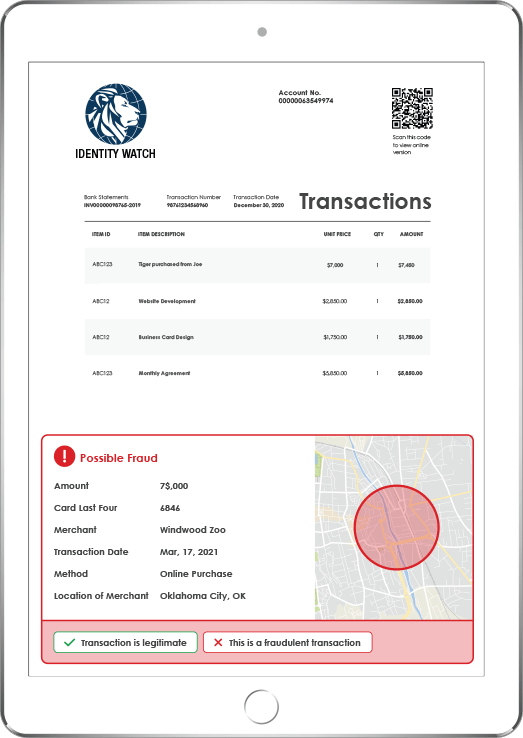 IDENTITY WATCH
Account No.
00000063549974
Scan this code
to view online
version
Bank Statements
INV00000098765-2019
Transaction Number
98761234568960
Transaction Date
December 30, 2020
Transactions
ITEM ID ITEM DESCRIPTION UNIT PRICE QTY AMOUNT
ABC123 Tiger purchased from Joe $7,000 1 $7,450
ABC12 Website Development $2,850.00 1 $2,850.00
ABC12 Business Card Design $1,750.00 1 $1,750.00
ABC123 Monthly Agreement $5,850.00 1 $5,850.00
! Possible Fraud
Amount 7$,000
Card Last Four 6846
Merchant Windwood Zoo
Transaction Date Mar, 17, 2021
Method Online Purchase
Location of Merchant Oklahoma City, OK
Transaction is legitimate
This is a fraudulent transaction